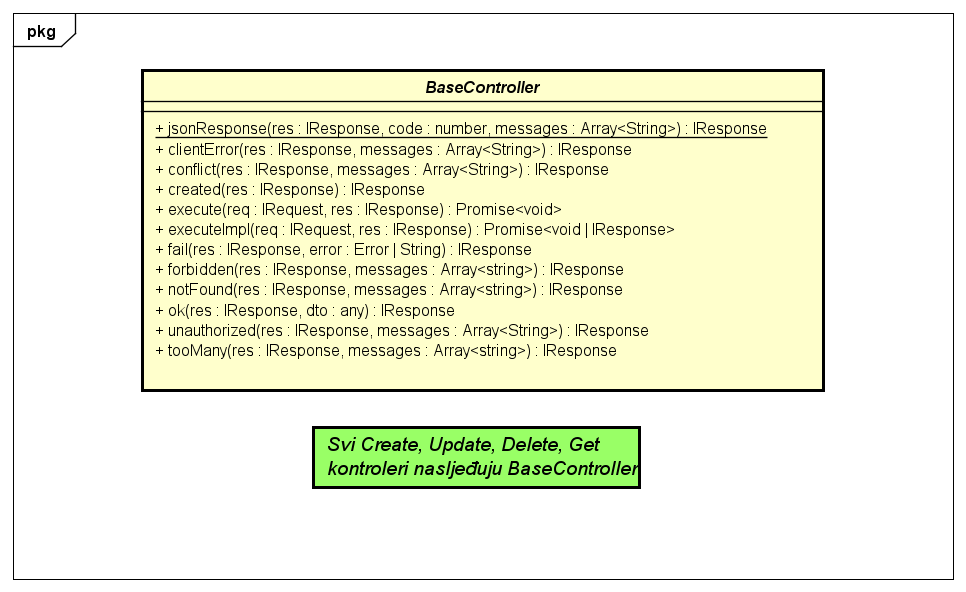 pkg
BaseController
+ jsonResponse(res : IResponse, code : number, messages : Array<String>) : IResponse
+ clientError(res : IResponse, messages : Array<String>) : IResponse
+ conflict(res : IResponse, messages : Array<String>) : IResponse
+ created(res : IResponse) : IResponse
+ execute(req : IRequest, res : IResponse) : Promise<void>
+ executeImpl(req : IRequest, res : IResponse) : Promise<void | IResponse>
+ fail(res : IResponse, error : Error | String) : IResponse
+ forbidden(res : IResponse, messages : Array<string>) : IResponse
+ notFound(res : IResponse, messages : Array<string>) : IResponse
+ ok(res : IResponse, dto : any) : IResponse
+ unauthorized(res : IResponse, messages : Array<String>) : IResponse
+ tooMany(res : IResponse, messages : Array<string>) : IResponse
Svi Create, Update, Delete, Get
kontroleri nasljeđuju BaseController